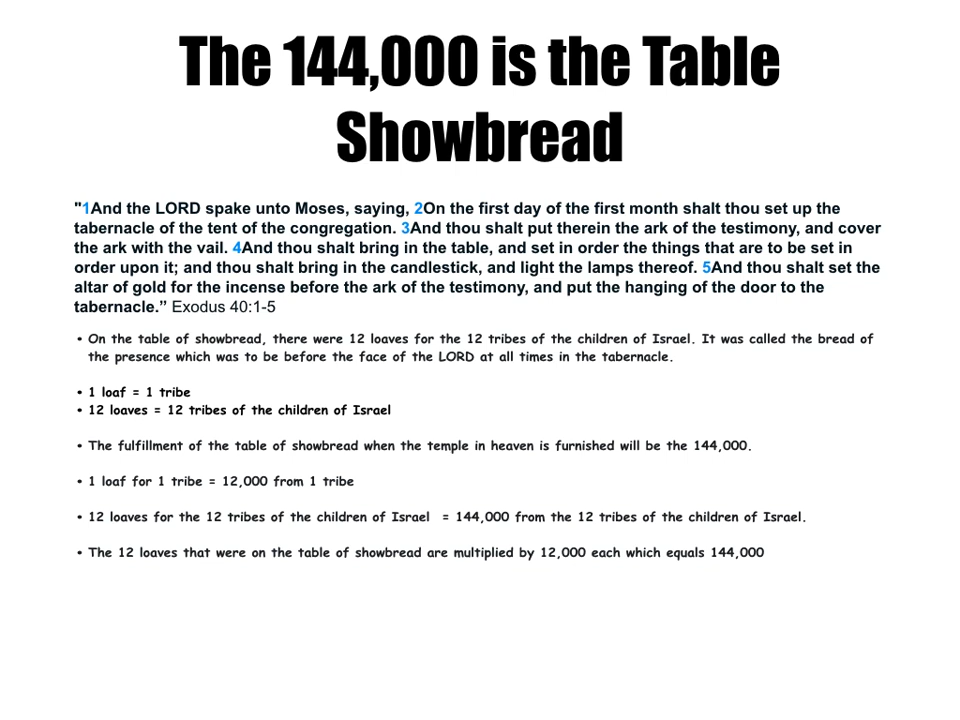 The 144,000 is the Table
Showbread
"1And the LORD spake unto Moses, saying, 2On the first day of the first month shalt thou set up the
tabernacle of the tent of the congregation. 3And thou shalt put therein the ark of the testimony, and cover
the ark with the vail. 4And thou shalt bring in the table, and set in order the things that are to be set in
order upon it; and thou shalt bring in the candlestick, and light the lamps thereof. 5And thou shalt set the
altar of gold for the incense before the ark of the testimony, and put the hanging of the door to the
tabernacle.” Exodus 40:1-5
• On the table of showbread, there were 12 loaves for the 12 tribes of the children of Israel. It was called the bread of
the presence which was to be before the face of the LORD at all times in the tabernacle.
• 1 loaf = 1 tribe
• 12 loaves = 12 tribes of the children of Israel
• The fulfillment of the table of showbread when the temple in heaven is furnished will be the 144,000.
• 1 loaf for 1 tribe = 12,000 from 1 tribe
• 12 loaves for the 12 tribes of the children of Israel  = 144,000 from the 12 tribes of the children of Israel.
• The 12 loaves that were on the table of showbread are multiplied by 12,000 each which equals 144,000